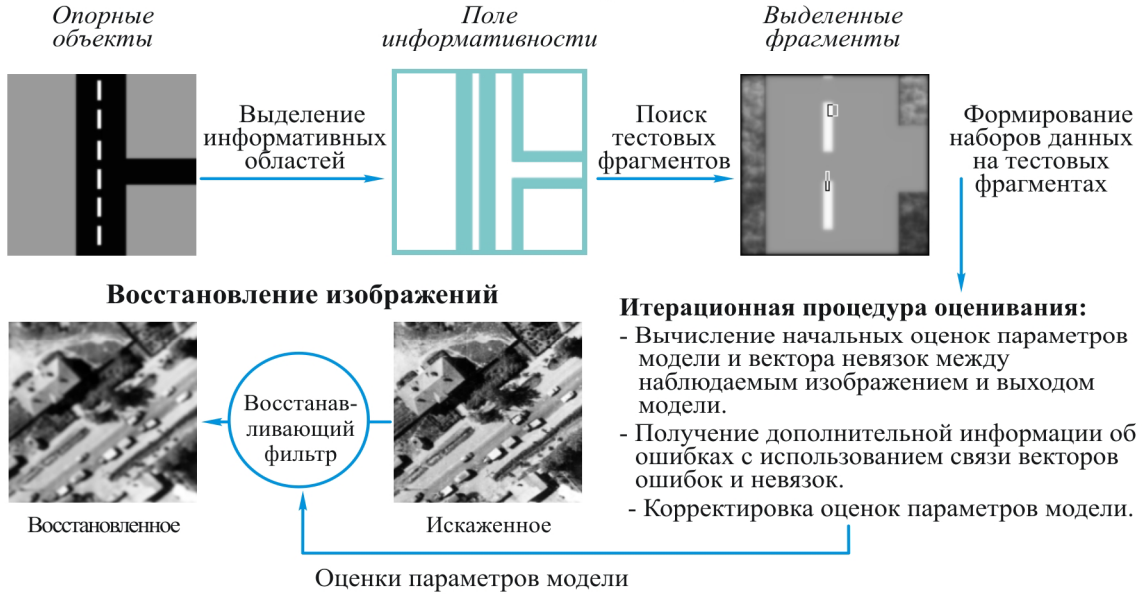 Опорные
объекты
Поле
информативности
Выделенные
фрагменты
Выделение
информативных
областей
Поиск
тестовых
фрагментов
Формирование
наборов данных
на тестовых
фрагментах
Восстановление изображений
Итерационная процедура оценивания:
- Вычисление начальных оценок параметров
модели и вектора невязок между
наблюдаемым изображением и выходом
модели.
- Получение дополнительной информации об
ошибках с использованием связи векторов
ошибок и невязок.
- Корректировка оценок параметров модели.
Восстанав-
ливающий
фильтр
Восстановленное
Искаженное
Оценки параметров модели